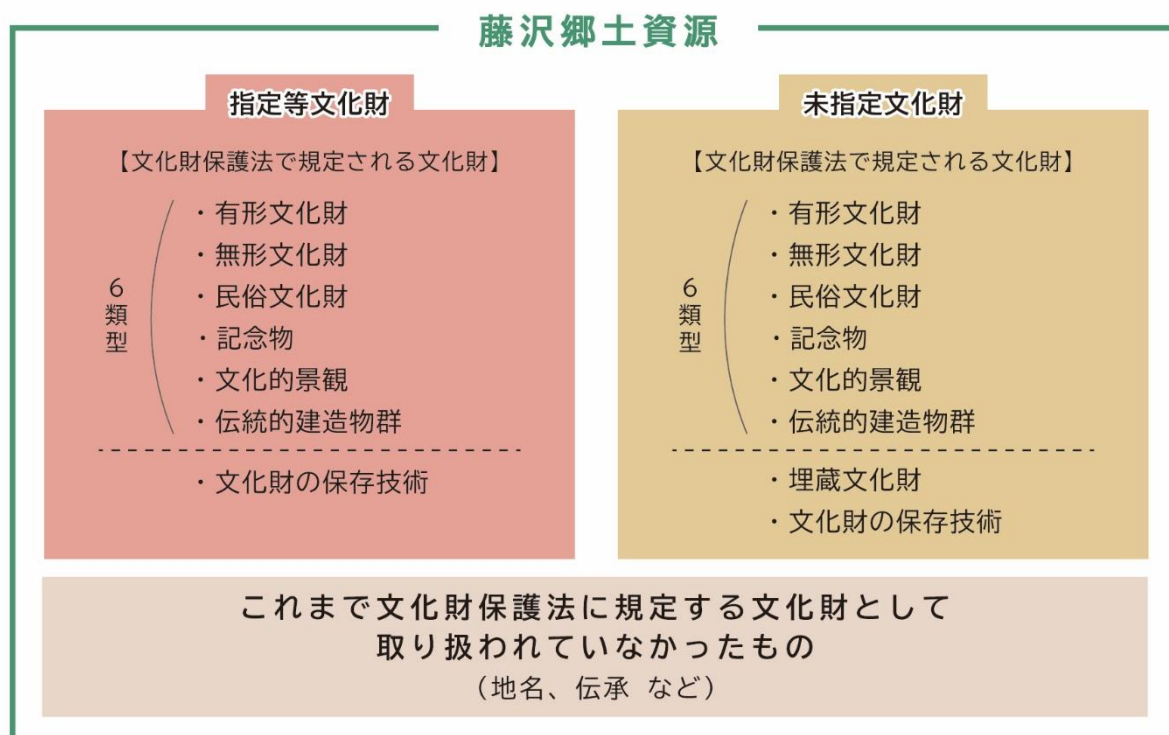 藤沢郷土資源
指定等文化財
【文化財保護法で規定される文化財】
6類型
・有形文化財
・無形文化財
・民俗文化財
・記念物
・文化的景観
・伝統的建造物群
・文化財の保存技術
未指定文化財
【文化財保護法で規定される文化財】
6類型
・有形文化財
・無形文化財
・民俗文化財
・記念物
・文化的景観
・伝統的建造物群
・埋蔵文化財
・文化財の保存技術
これまで文化財保護法に規定する文化財として
取り扱われていなかったもの
（地名、伝承 など）